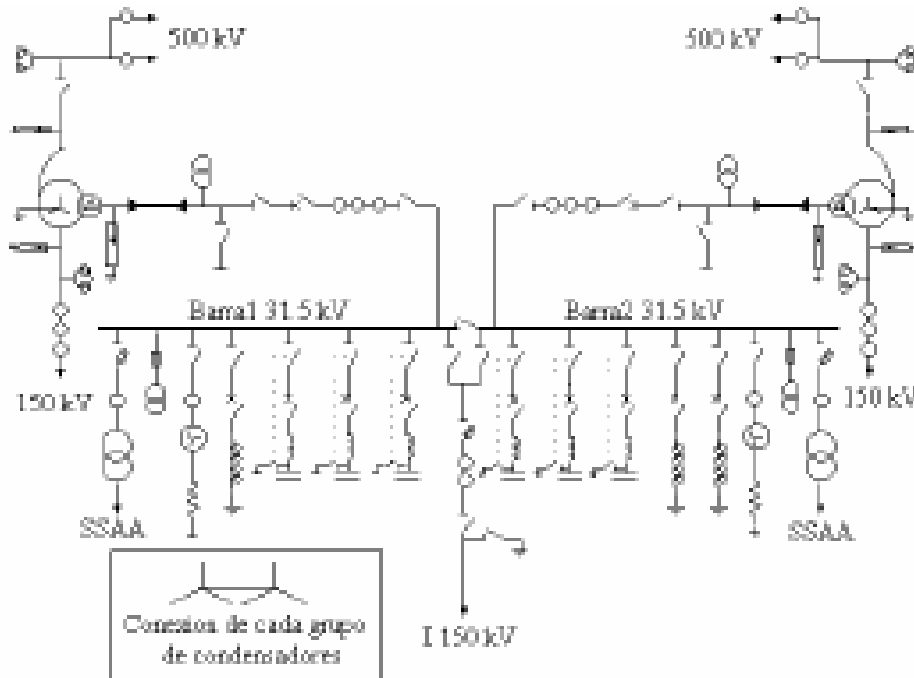 500 kV
500 kV
Barra1 31.5 kV
Barra2 31.5 kV
150 kV
150 kV
SSAA
SSAA
Conexion de cada grupo
de condensadores
I 150 kV